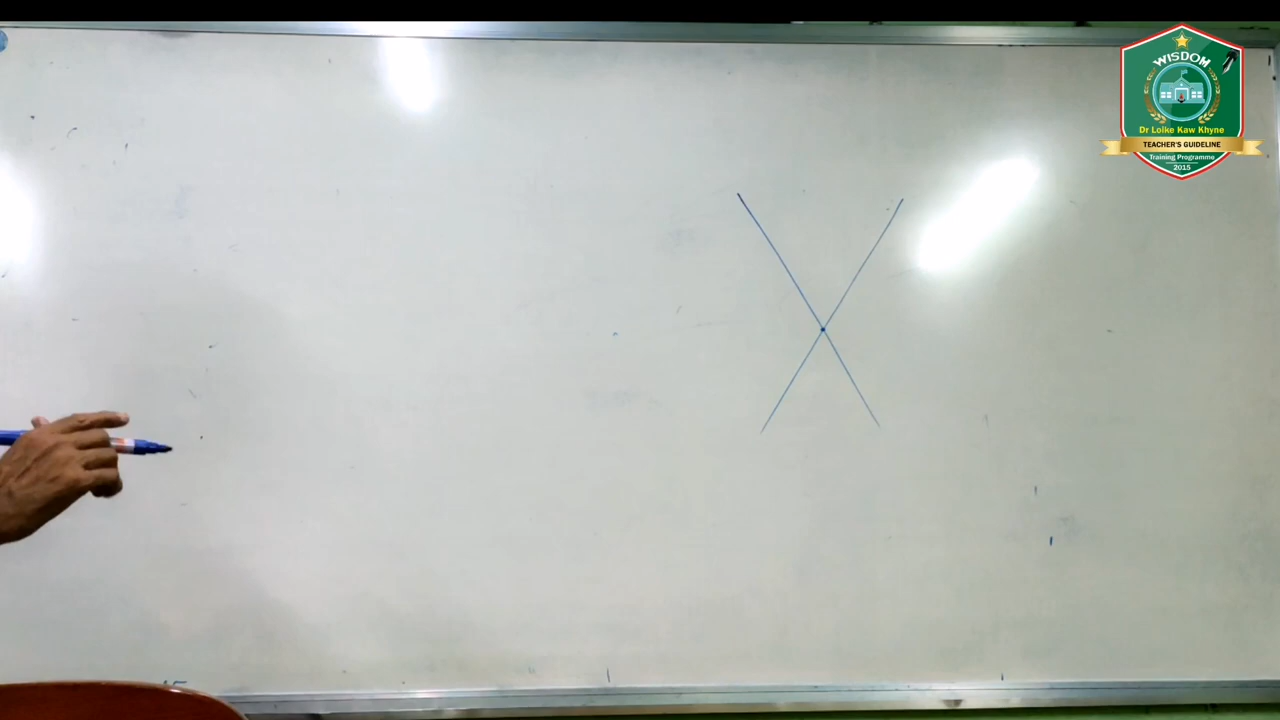 WISDOM
Dr Loike Kaw Khyne
TEACHER'S GUIDELINE
Training Programme
2015